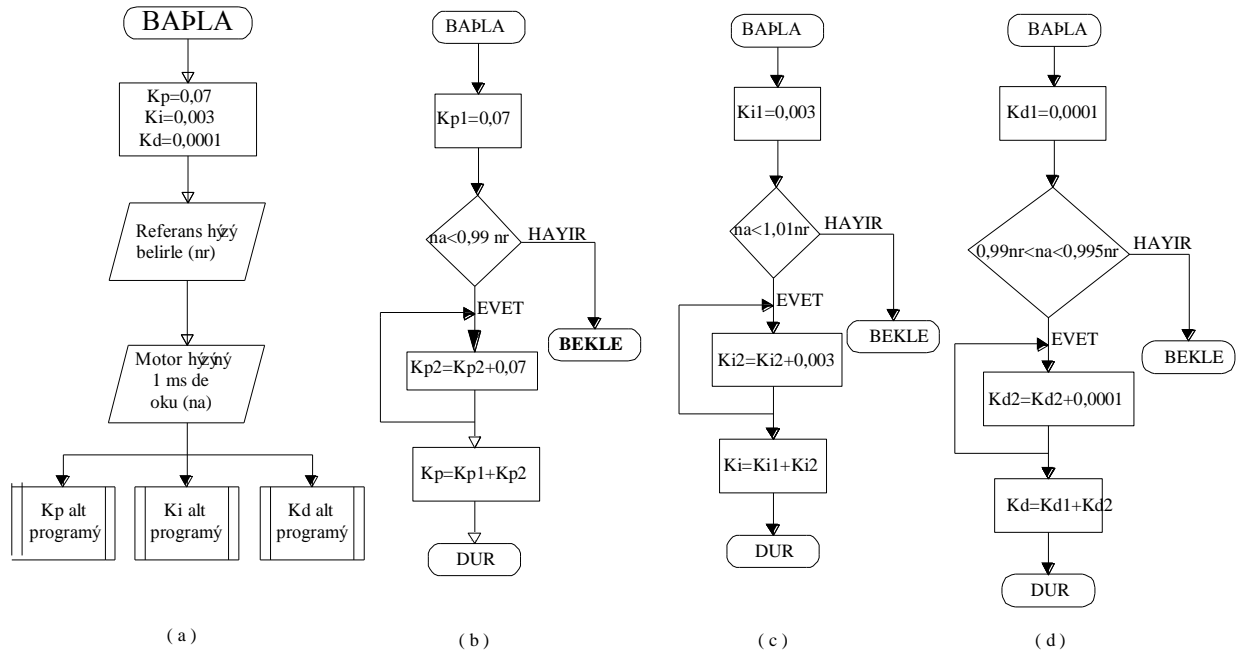 BAÞLA
Kp=0,07
Ki=0,003
Kd=0,0001
Referans hýzý
belirle (nr)
Motor hýzýný
1 ms de
oku (na)
Kp alt
programý
Ki alt
programý
Kd alt
programý
( a )
BAÞLA
Kp1=0,07
na<0,99 nr
HAYIR
EVET
BEKLE
Kp2=Kp2+0,07
Kp=Kp1+Kp2
DUR
( b )
BAÞLA
Ki1=0,003
na<1,01nr
HAYIR
EVET
BEKLE
Ki2=Ki2+0,003
Ki=Ki1+Ki2
DUR
( c )
BAÞLA
Kd1=0,0001
0,99nr<na<0,995nr
HAYIR
EVET
BEKLE
Kd2=Kd2+0,0001
Kd=Kd1+Kd2
DUR
( d )